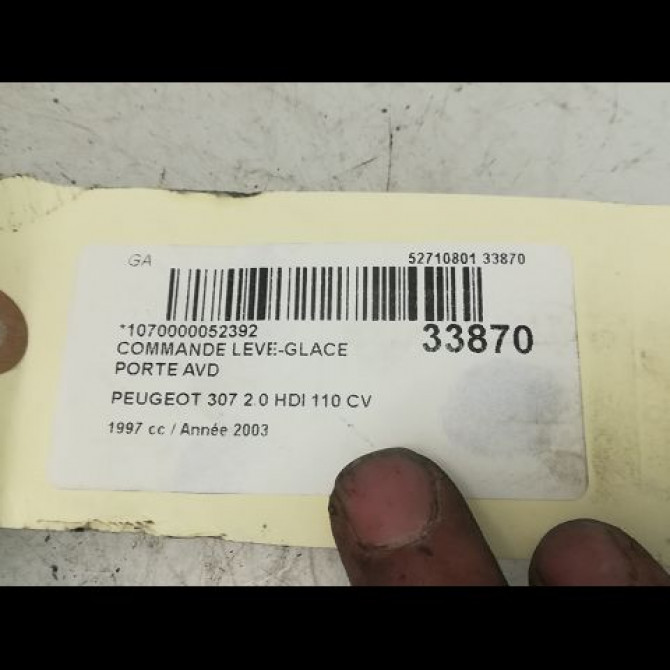 GA 52710801 33870
*1070000052392 33870
COMMANDE LEVE-GLACE
PORTE AVD
PEUGEOT 307 2.0 HDI 110 CV
1997 cc / Année 2003